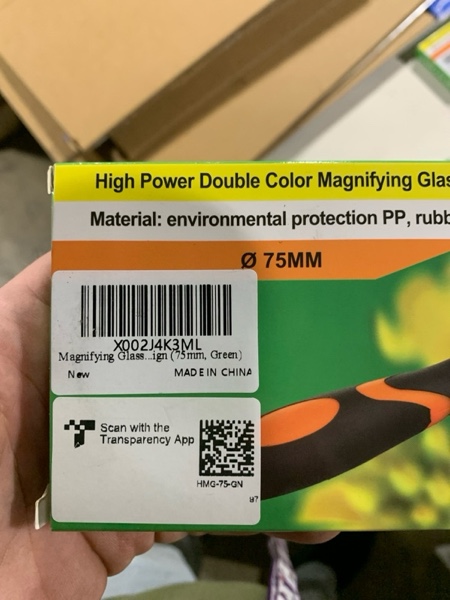 High Power Double Color Magnifying Glas
Material: environmental protection PP, rubb
Ø 75MM
X002J4K3ML
Magnifying Glass...ign (75mm, Green)
New MADE IN CHINA
Scan with the
Transparency App
HMG-75-GN